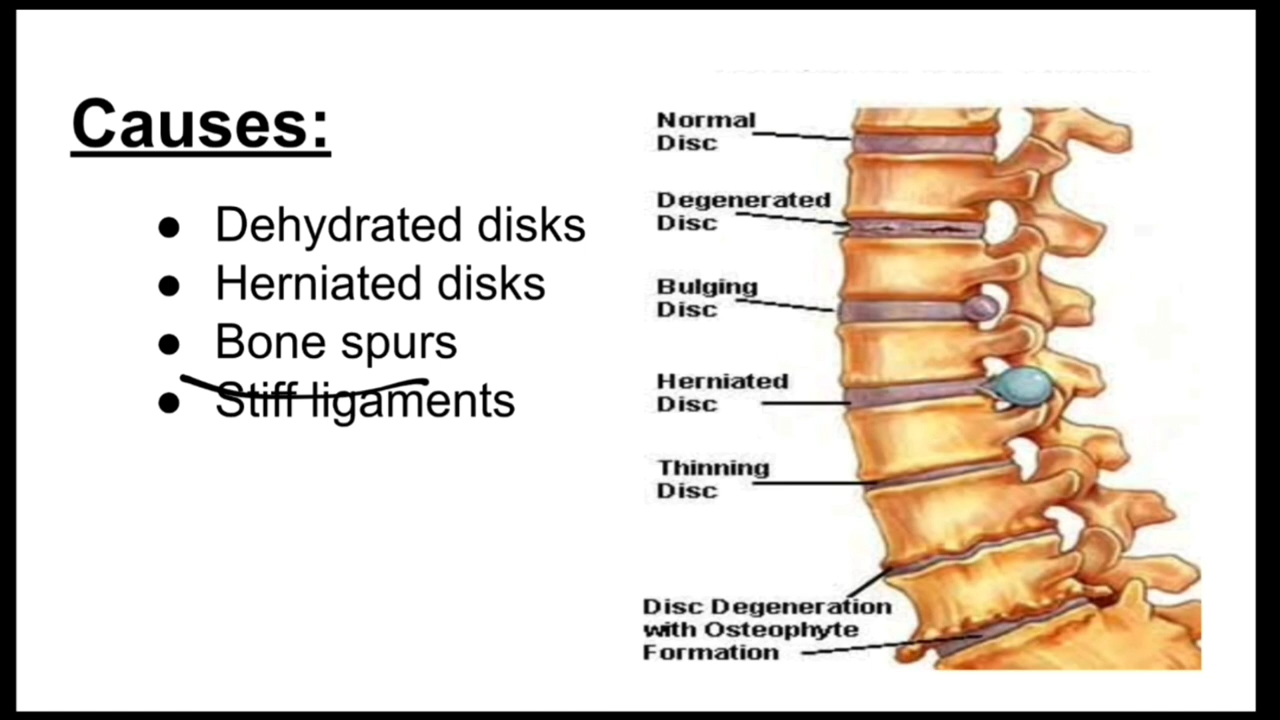 Causes:
● Dehydrated disks
● Herniated disks
● Bone spurs
● Stiff ligaments
Normal
Disc
Degenerated
Disc
Bulging
Disc
Herniated
Disc
Thinning
Disc
Disc Degeneration
with Osteophyte
Formation